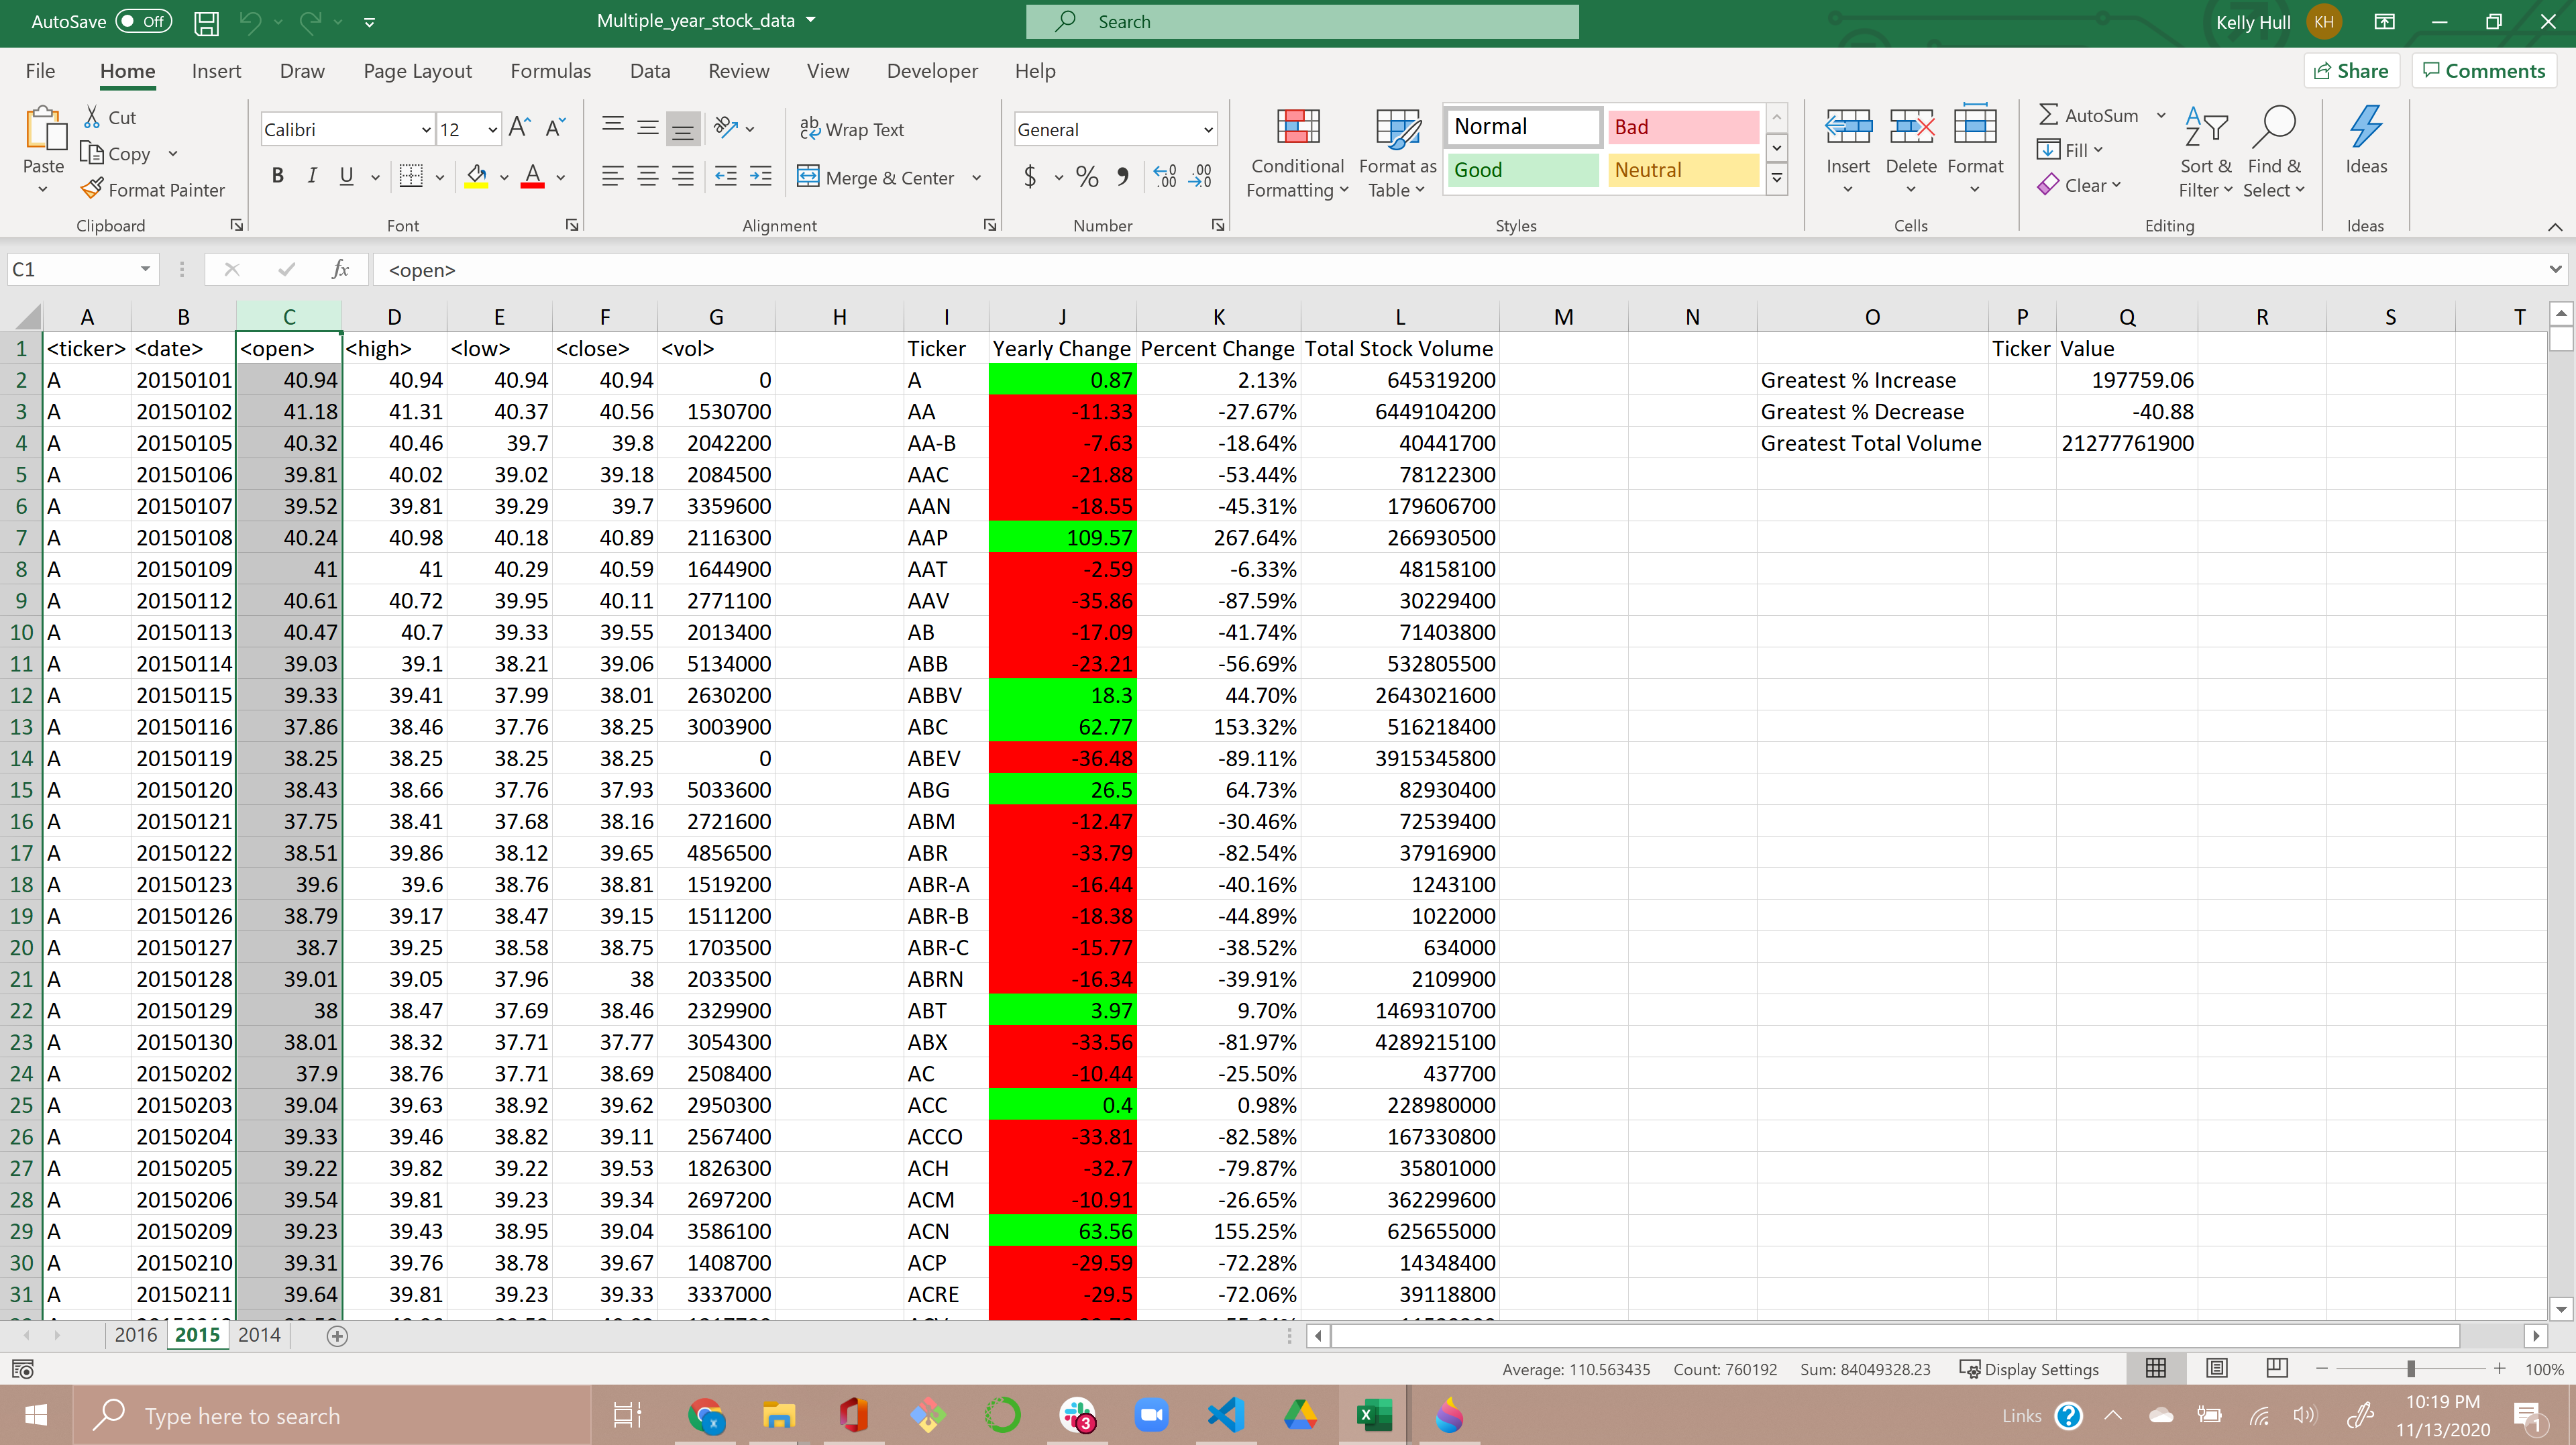 AutoSave Off Multiple_year_stock_data Search Kelly Hull KH
File Home Insert Draw Page Layout Formulas Data Review View Developer Help Share Comments
Paste Cut Copy Format Painter Clipboard
Calibri 12 B I U A Font
ab Wrap Text Merge & Center Alignment
General $ % , .00 .00 Number
Conditional Formatting Format as Table Normal Bad Good Neutral Styles
Insert Delete Format Cells
AutoSum Fill Clear Sort & Filter Find & Select Editing
Ideas Ideas
C1 fx <open>
A B C D E F G H I J K L M N O P Q R S T
1 <ticker> <date> <open> <high> <low> <close> <vol> Ticker Yearly Change Percent Change Total Stock Volume Ticker Value
2 A 20150101 40.94 40.94 40.94 40.94 0 A 0.87 2.13% 645319200 Greatest % Increase 197759.06
3 A 20150102 41.18 41.31 40.37 40.56 1530700 AA -11.33 -27.67% 6449104200 Greatest % Decrease -40.88
4 A 20150105 40.32 40.46 39.7 39.8 2042200 AA-B -7.63 -18.64% 40441700 Greatest Total Volume 21277761900
5 A 20150106 39.81 40.02 39.02 39.18 2084500 AAC -21.88 -53.44% 78122300
6 A 20150107 39.52 39.81 39.29 39.7 3359600 AAN -18.55 -45.31% 179606700
7 A 20150108 40.24 40.98 40.18 40.89 2116300 AAP 109.57 267.64% 266930500
8 A 20150109 41 41 40.29 40.59 1644900 AAT -2.59 -6.33% 48158100
9 A 20150112 40.61 40.72 39.95 40.11 2771100 AAV -35.86 -87.59% 30229400
10 A 20150113 40.47 40.7 39.33 39.55 2013400 AB -17.09 -41.74% 71403800
11 A 20150114 39.03 39.1 38.21 39.06 5134000 ABB -23.21 -56.69% 532805500
12 A 20150115 39.33 39.41 37.99 38.01 2630200 ABBV 18.3 44.70% 2643021600
13 A 20150116 37.86 38.46 37.76 38.25 3003900 ABC 62.77 153.32% 516218400
14 A 20150119 38.25 38.25 38.25 38.25 0 ABEV -36.48 -89.11% 3915345800
15 A 20150120 38.43 38.66 37.76 37.93 5033600 ABG 26.5 64.73% 82930400
16 A 20150121 37.75 38.41 37.68 38.16 2721600 ABM -12.47 -30.46% 72539400
17 A 20150122 38.51 39.86 38.12 39.65 4856500 ABR -33.79 -82.54% 37916900
18 A 20150123 39.6 39.6 38.76 38.81 1519200 ABR-A -16.44 -40.16% 1243100
19 A 20150126 38.79 39.17 38.47 39.15 1511200 ABR-B -18.38 -44.89% 1022000
20 A 20150127 38.7 39.25 38.58 38.75 1703500 ABR-C -15.77 -38.52% 634000
21 A 20150128 39.01 39.05 37.96 38 2033500 ABRN -16.34 -39.91% 2109900
22 A 20150129 38 38.47 37.69 38.46 2329900 ABT 3.97 9.70% 1469310700
23 A 20150130 38.01 38.32 37.71 37.77 3054300 ABX -33.56 -81.97% 4289215100
24 A 20150202 37.9 38.76 37.71 38.69 2508400 AC -10.44 -25.50% 437700
25 A 20150203 39.04 39.63 38.92 39.62 2950300 ACC 0.4 0.98% 228980000
26 A 20150204 39.33 39.46 38.82 39.11 2567400 ACCO -33.81 -82.58% 167330800
27 A 20150205 39.22 39.82 39.22 39.53 1826300 ACH -32.7 -79.87% 35801000
28 A 20150206 39.54 39.81 39.23 39.34 2697200 ACM -10.91 -26.65% 362299600
29 A 20150209 39.23 39.43 38.95 39.04 3586100 ACN 63.56 155.25% 625655000
30 A 20150210 39.31 39.76 38.78 39.67 1408700 ACP -29.59 -72.28% 14348400
31 A 20150211 39.64 39.81 39.23 39.33 3337000 ACRE -29.5 -72.06% 39118800
2016 2015 2014
Average: 110.563435 Count: 760192 Sum: 84049328.23 Display Settings 100%
Type here to search 3 Links 10:19 PM
11/13/2020 1